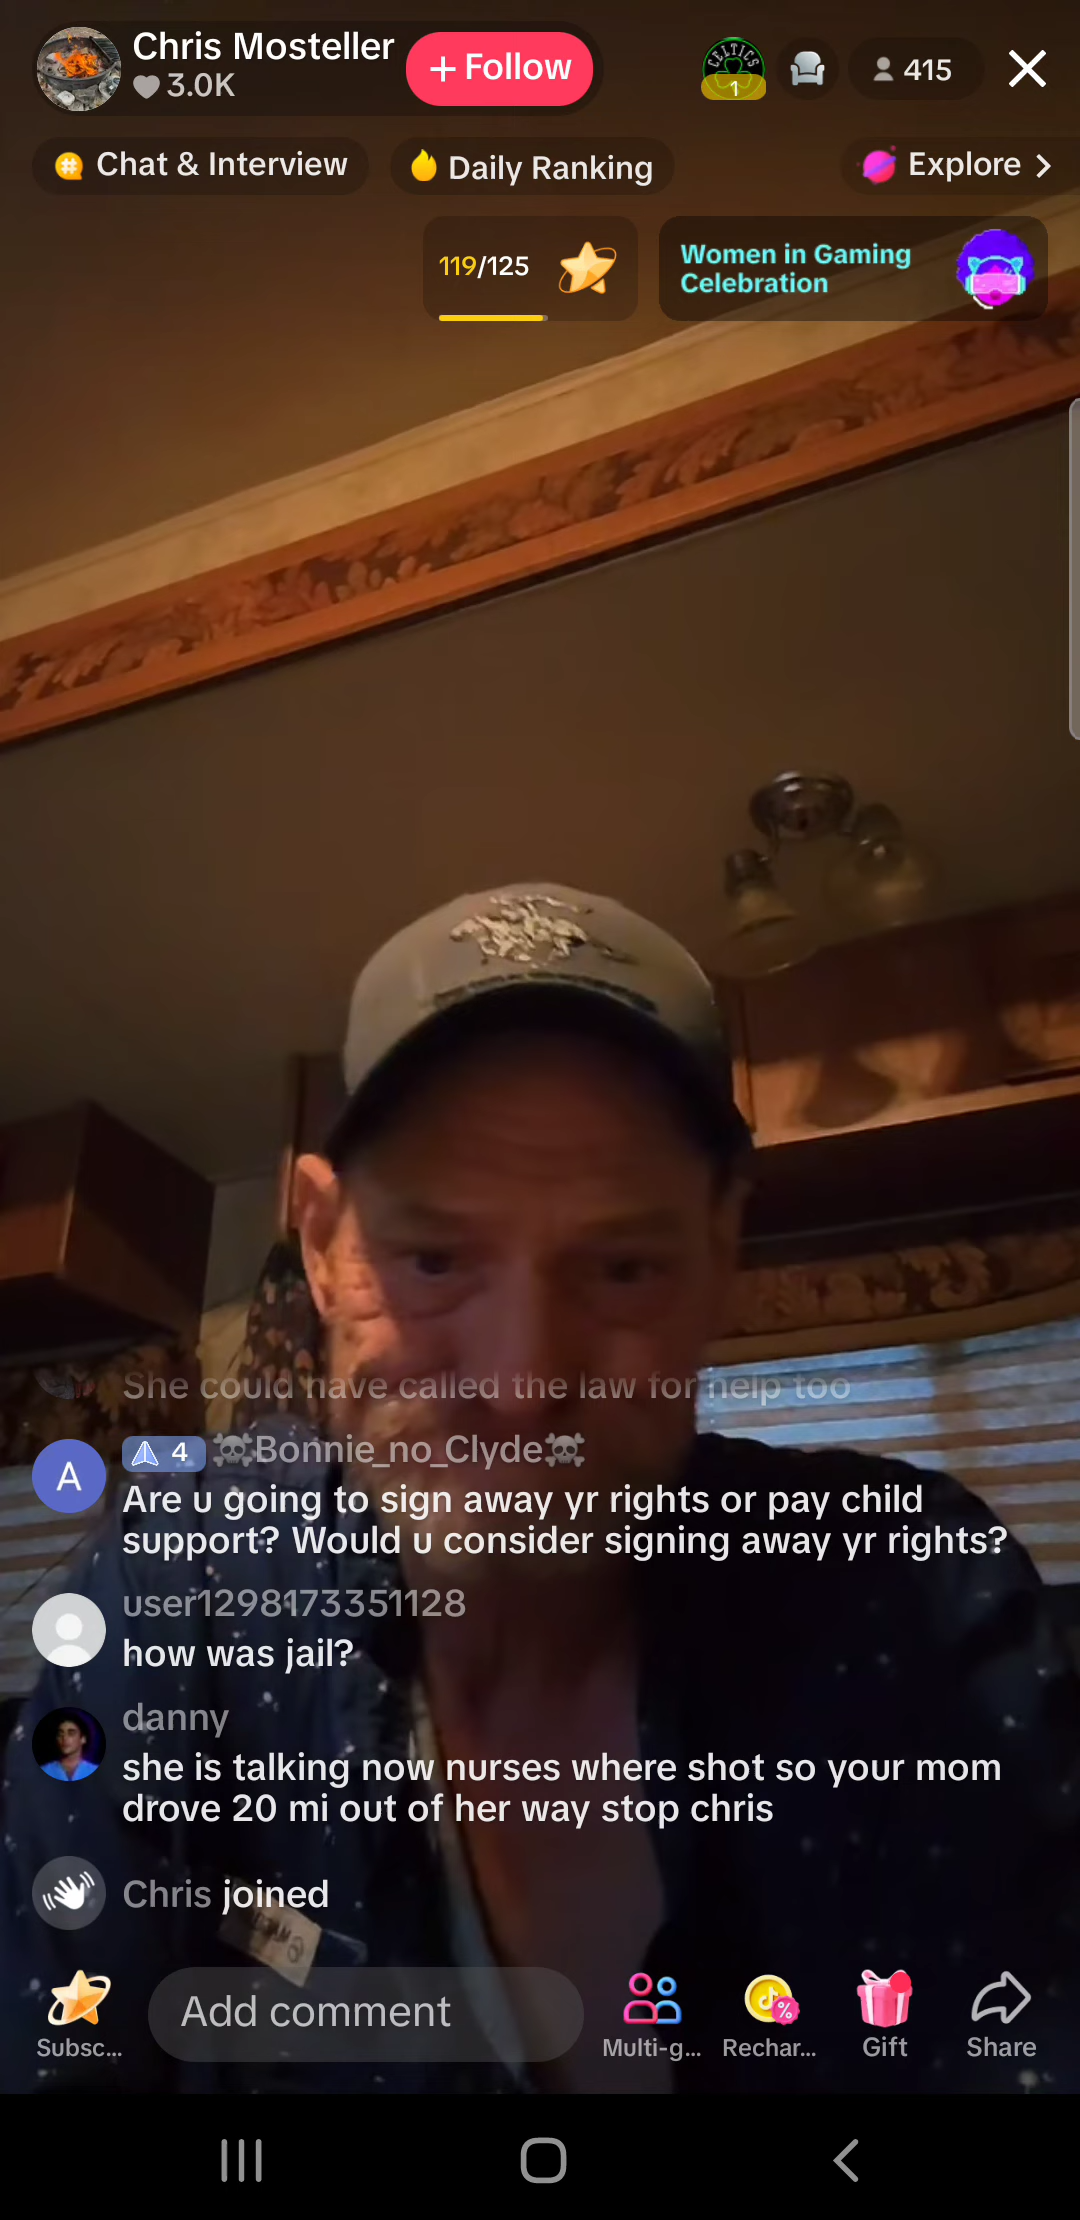 Chris Mosteller
3.0K
+ Follow
CELTICS
1
415
Chat & Interview
Daily Ranking
Explore >
119/125
Women in Gaming
Celebration
She could have called the law for help too
A
4 ☠Bonnie_no_Clyde☠
Are u going to sign away yr rights or pay child
support? Would u consider signing away yr rights?
user1298173351128
how was jail?
danny
she is talking now nurses where shot so your mom
drove 20 mi out of her way stop chris
Chris joined
Subsc...
Add comment
Multi-g...
Rechar...
Gift
Share